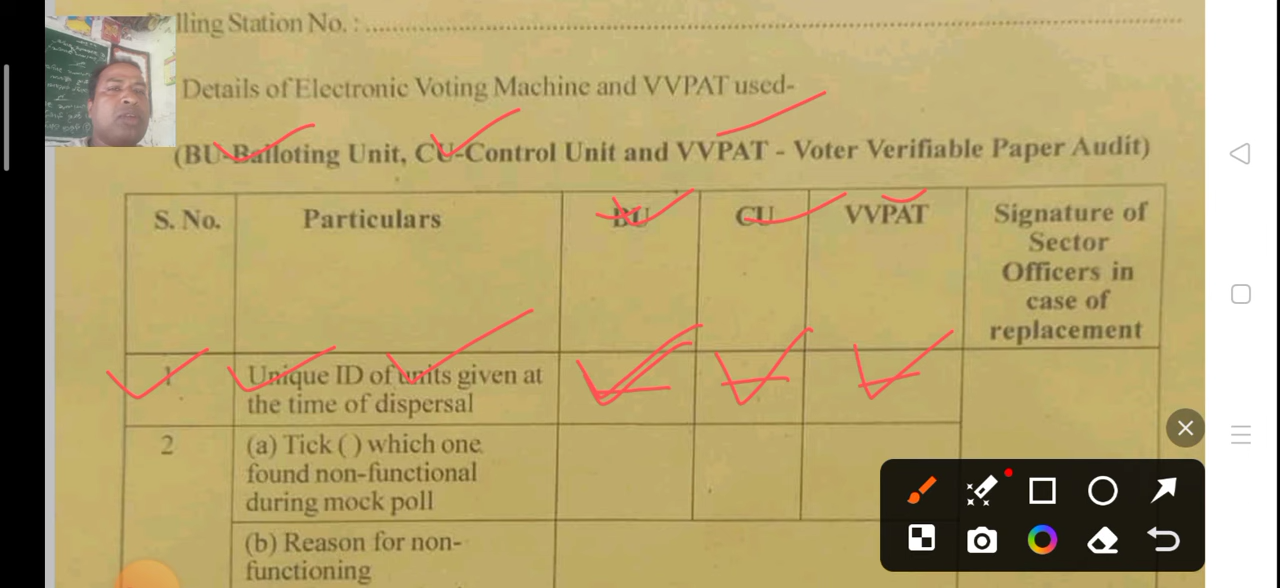 lling Station No. :
Details of Electronic Voting Machine and VVPAT used-
(BU-Balloting Unit, CU-Control Unit and VVPAT - Voter Verifiable Paper Audit)
S. No.
Particulars
BU
CU
VVPAT
Signature of
Sector
Officers in
case of
replacement
1
Unique ID of units given at
the time of dispersal
2
(a) Tick ( ) which one
found non-functional
during mock poll
(b) Reason for non-
functioning